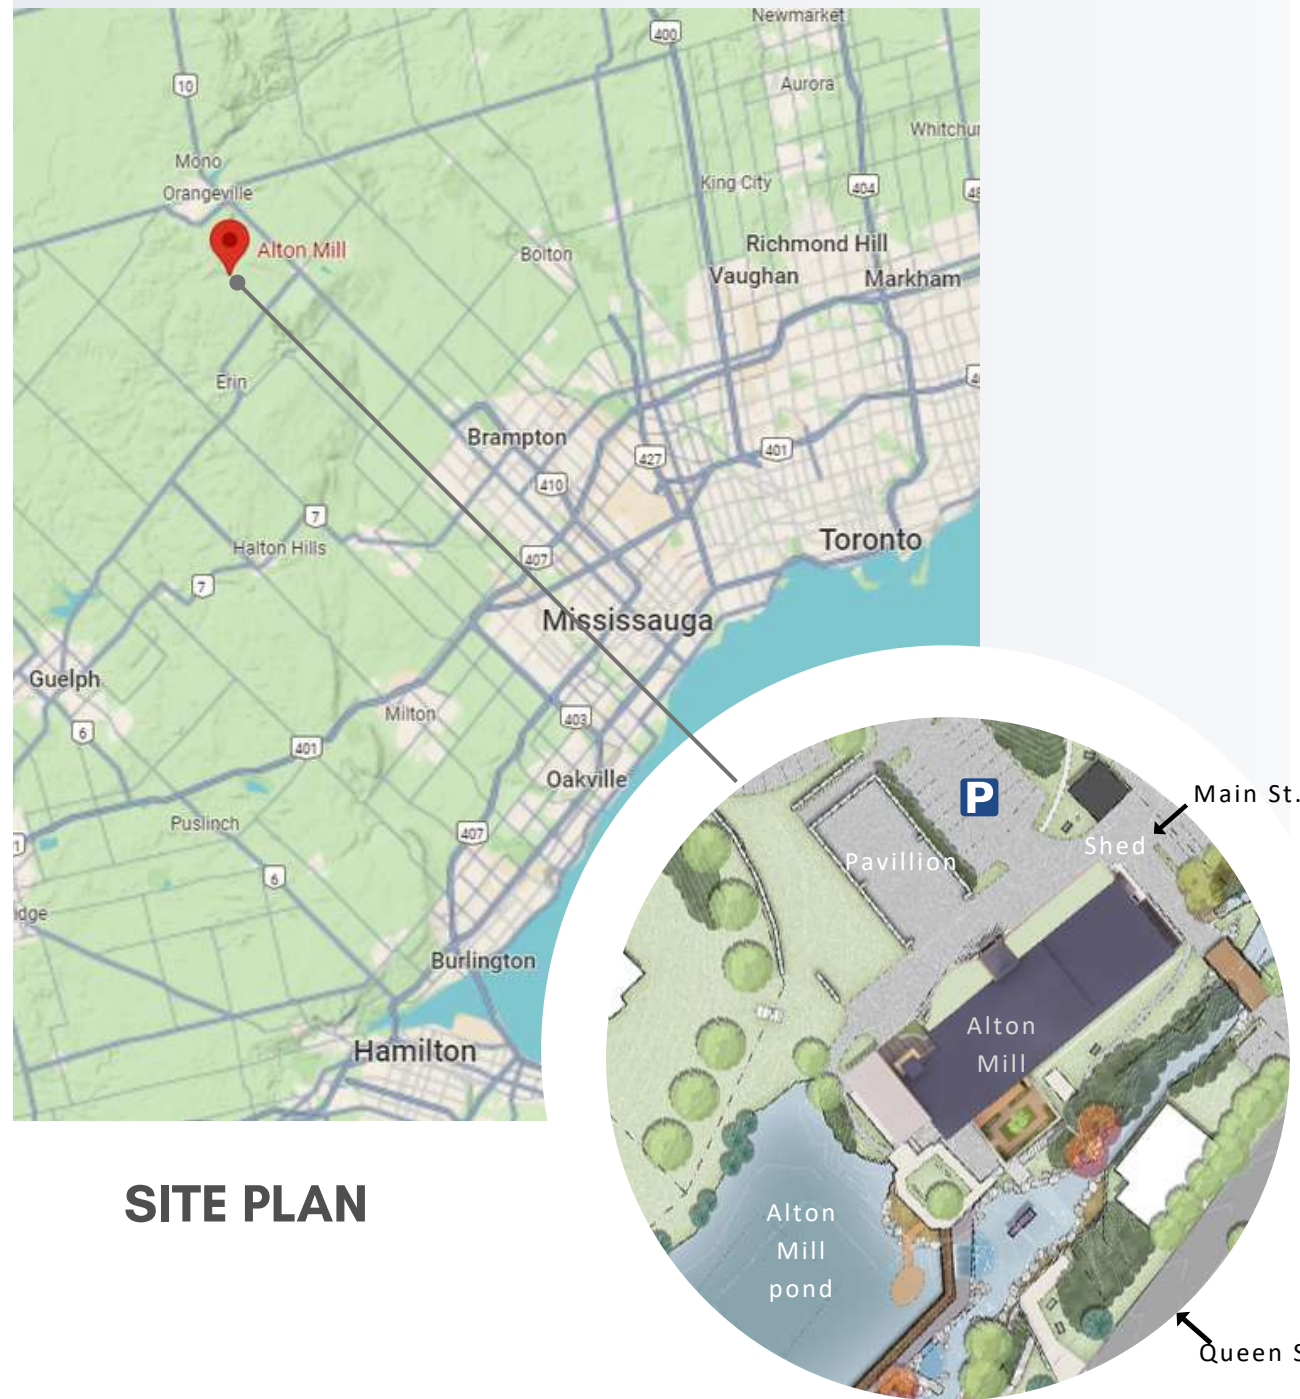 Newmarket
400
10
Aurora
Whitchur
Mono
Orangeville
King City
404
48
Alton Mill
Bolton
Richmond Hill
Vaughan
Markham
Erin
Brampton
427
401
410
7
Halton Hills
407
Toronto
7
Mississauga
Guelph
6
Milton
403
401
Oakville
Puslinch
407
6
idge
Burlington
Hamilton
P
Main St.
Shed
Pavillion
Alton
Mill
SITE PLAN
Alton
Mill
pond
Queen S